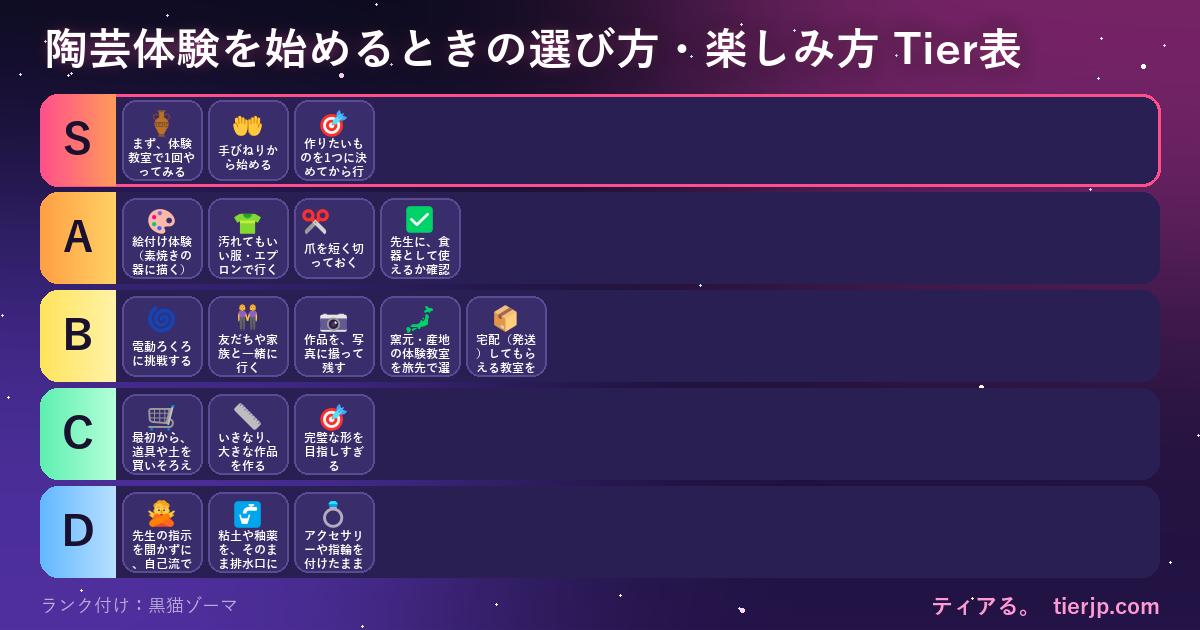 陶芸体験を始めるときの選び方・楽しみ方 Tier表
S
まず、体験
教室で1回や
ってみる
手びねりか
ら始める
作りたいも
のを1つに決
めてから行
A
絵付け体験
（素焼きの
器に描く）
汚れてもい
い服・エプ
ロンで行く
爪を短く切
っておく
先生に、食
器として使
えるか確認
B
電動ろくろ
に挑戦する
友だちや家
族と一緒に
行く
作品を、写
真に撮って
残す
窯元・産地
の体験教室
を旅先で選
宅配（発送
）してもら
える教室を
C
最初から、
道具や土を
買いそろえ
いきなり、
大きな作品
を作る
完璧な形を
目指しすぎ
る
D
先生の指示
を聞かずに
、自己流で
粘土や釉薬
を、そのま
ま排水口に
アクセサリ
ーや指輪を
付けたまま
ランク付け：黒猫ゾーマ
ティアる。 tierjp.com